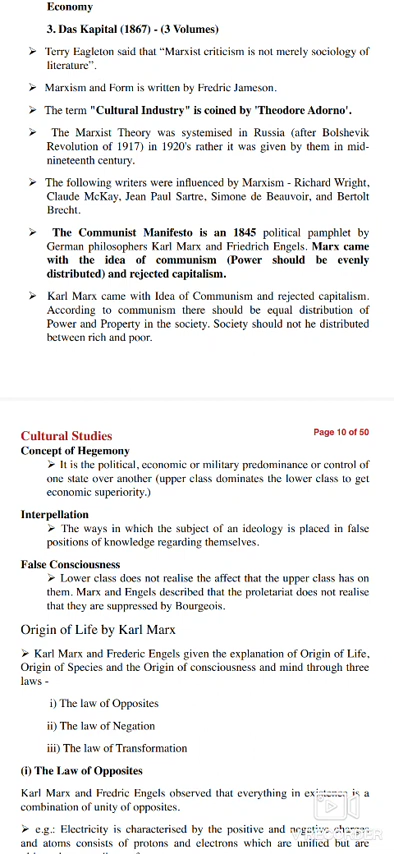 Economy
3. Das Kapital (1867) - (3 Volumes)
➢ Terry Eagleton said that “Marxist criticism is not merely sociology of
literature”.
➢ Marxism and Form is written by Fredric Jameson.
➢ The term "Cultural Industry" is coined by 'Theodore Adorno'.
➢ The Marxist Theory was systemised in Russia (after Bolshevik
Revolution of 1917) in 1920's rather it was given by them in mid-
nineteenth century.
➢ The following writers were influenced by Marxism - Richard Wright,
Claude McKay, Jean Paul Sartre, Simone de Beauvoir, and Bertolt
Brecht.
➢ The Communist Manifesto is an 1845 political pamphlet by
German philosophers Karl Marx and Friedrich Engels. Marx came
with the idea of communism (Power should be evenly
distributed) and rejected capitalism.
➢ Karl Marx came with Idea of Communism and rejected capitalism.
According to communism there should be equal distribution of
Power and Property in the society. Society should not he distributed
between rich and poor.
Cultural Studies Page 10 of 50
Concept of Hegemony
➢ It is the political, economic or military predominance or control of
one state over another (upper class dominates the lower class to get
economic superiority.)
Interpellation
➢ The ways in which the subject of an ideology is placed in false
positions of knowledge regarding themselves.
False Consciousness
➢ Lower class does not realise the affect that the upper class has on
them. Marx and Engels described that the proletariat does not realise
that they are suppressed by Bourgeois.
Origin of Life by Karl Marx
➢ Karl Marx and Frederic Engels given the explanation of Origin of Life,
Origin of Species and the Origin of consciousness and mind through three
laws -
i) The law of Opposites
ii) The law of Negation
iii) The law of Transformation
(i) The Law of Opposites
Karl Marx and Fredric Engels observed that everything in existence is a
combination of unity of opposites.
➢ e.g.: Electricity is characterised by the positive and negative charges
and atoms consists of protons and electrons which are unified but are